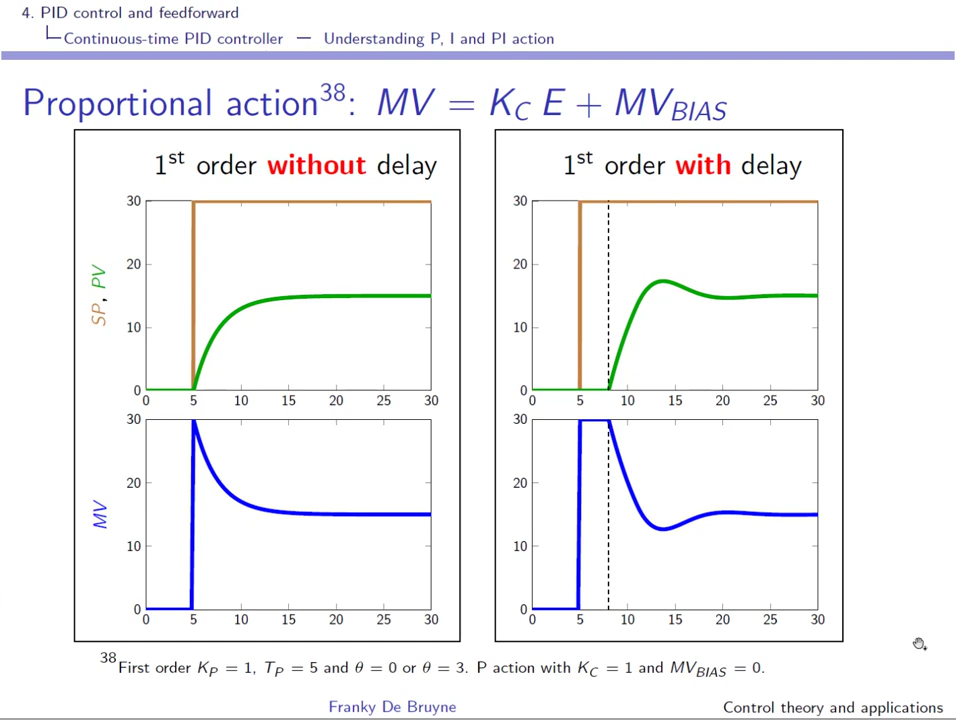 4. PID control and feedforward
Continuous-time PID controller — Understanding P, I and PI action
Proportional action³⁸: MV = K_C E + MV_BIAS
1st order without delay
30
20
10
0
0 5 10 15 20 25 30
SP, PV
30
20
10
0
0 5 10 15 20 25 30
MV
1st order with delay
30
20
10
0
0 5 10 15 20 25 30
30
20
10
0
0 5 10 15 20 25 30
³⁸First order K_P = 1, T_P = 5 and θ = 0 or θ = 3. P action with K_C = 1 and MV_BIAS = 0.
Franky De Bruyne
Control theory and applications